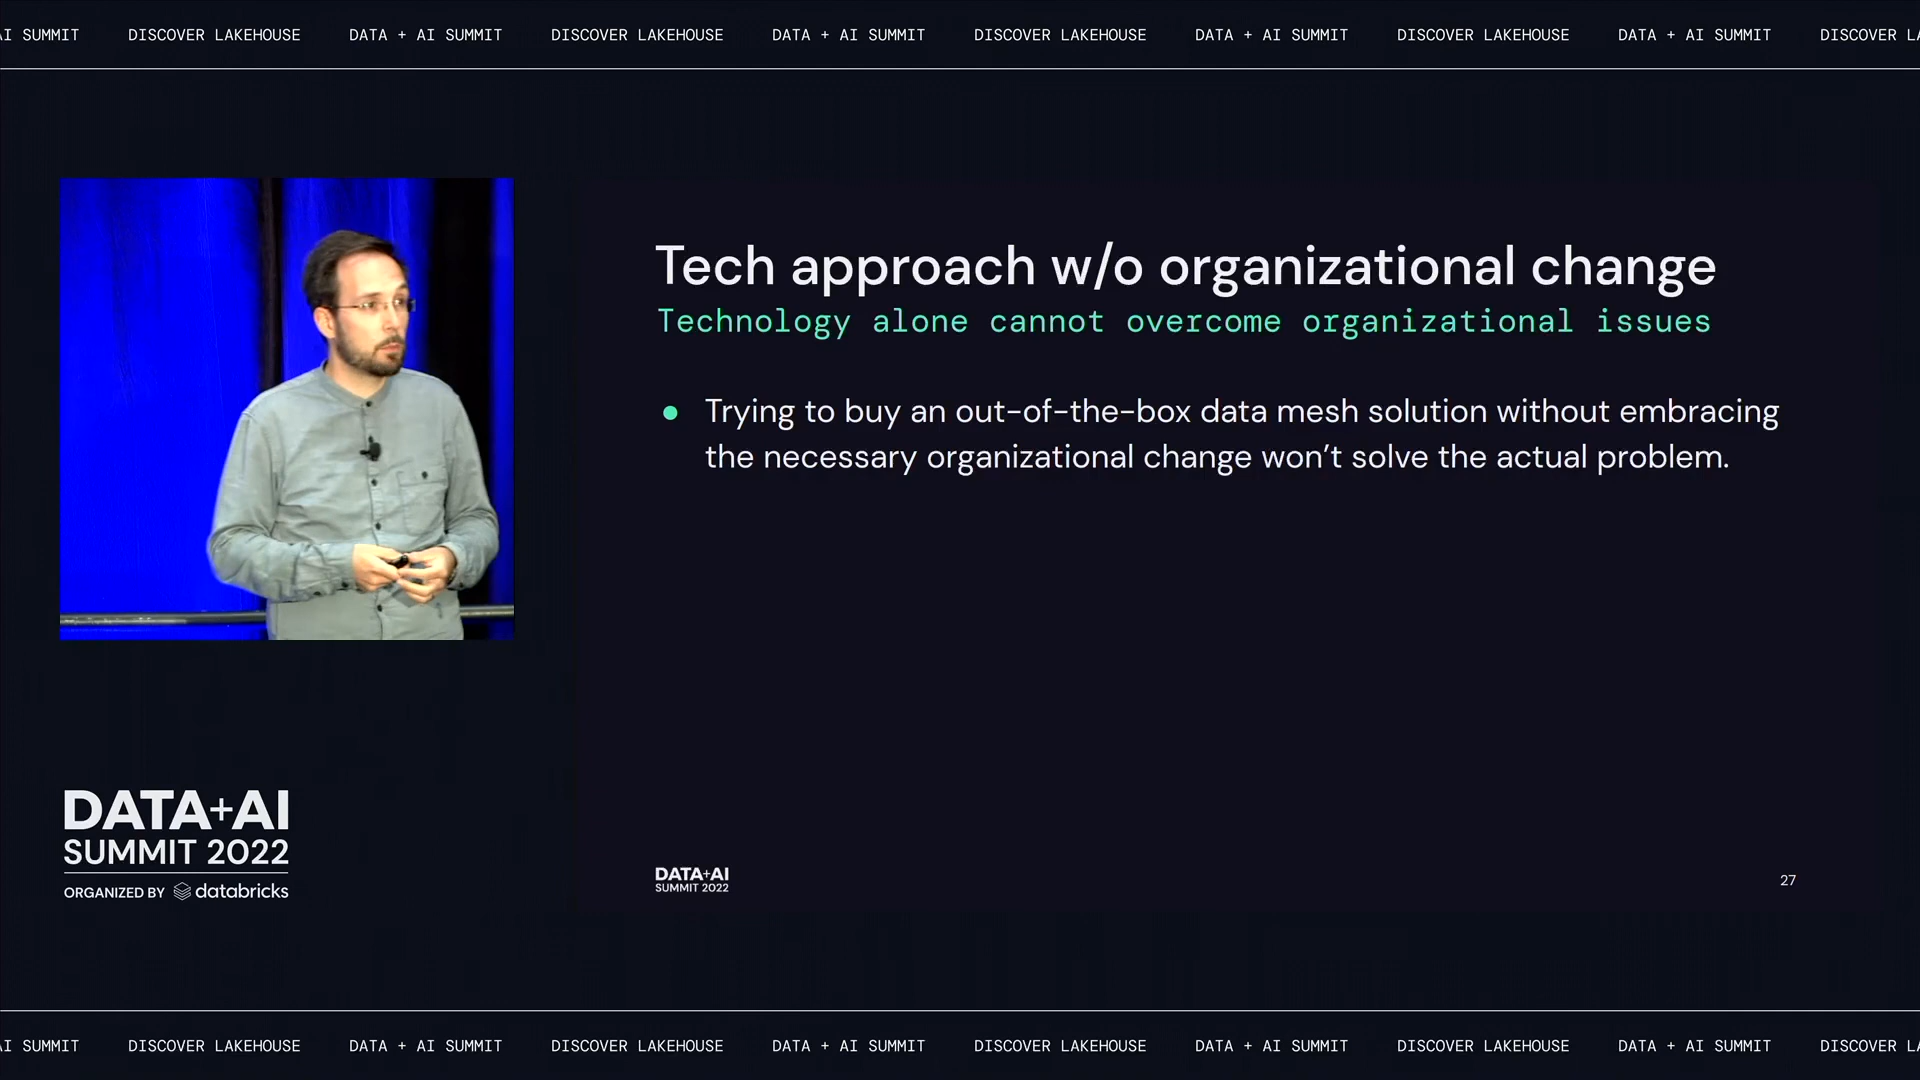 AI SUMMIT DISCOVER LAKEHOUSE DATA + AI SUMMIT DISCOVER LAKEHOUSE DATA + AI SUMMIT DISCOVER LAKEHOUSE DATA + AI SUMMIT DISCOVER LAKEHOUSE DATA + AI SUMMIT DISCOVER LA
Tech approach w/o organizational change
Technology alone cannot overcome organizational issues
• Trying to buy an out-of-the-box data mesh solution without embracing
the necessary organizational change won’t solve the actual problem.
DATA+AI
SUMMIT 2022
ORGANIZED BY databricks
DATA+AI
SUMMIT 2022
27
AI SUMMIT DISCOVER LAKEHOUSE DATA + AI SUMMIT DISCOVER LAKEHOUSE DATA + AI SUMMIT DISCOVER LAKEHOUSE DATA + AI SUMMIT DISCOVER LAKEHOUSE DATA + AI SUMMIT DISCOVER LA